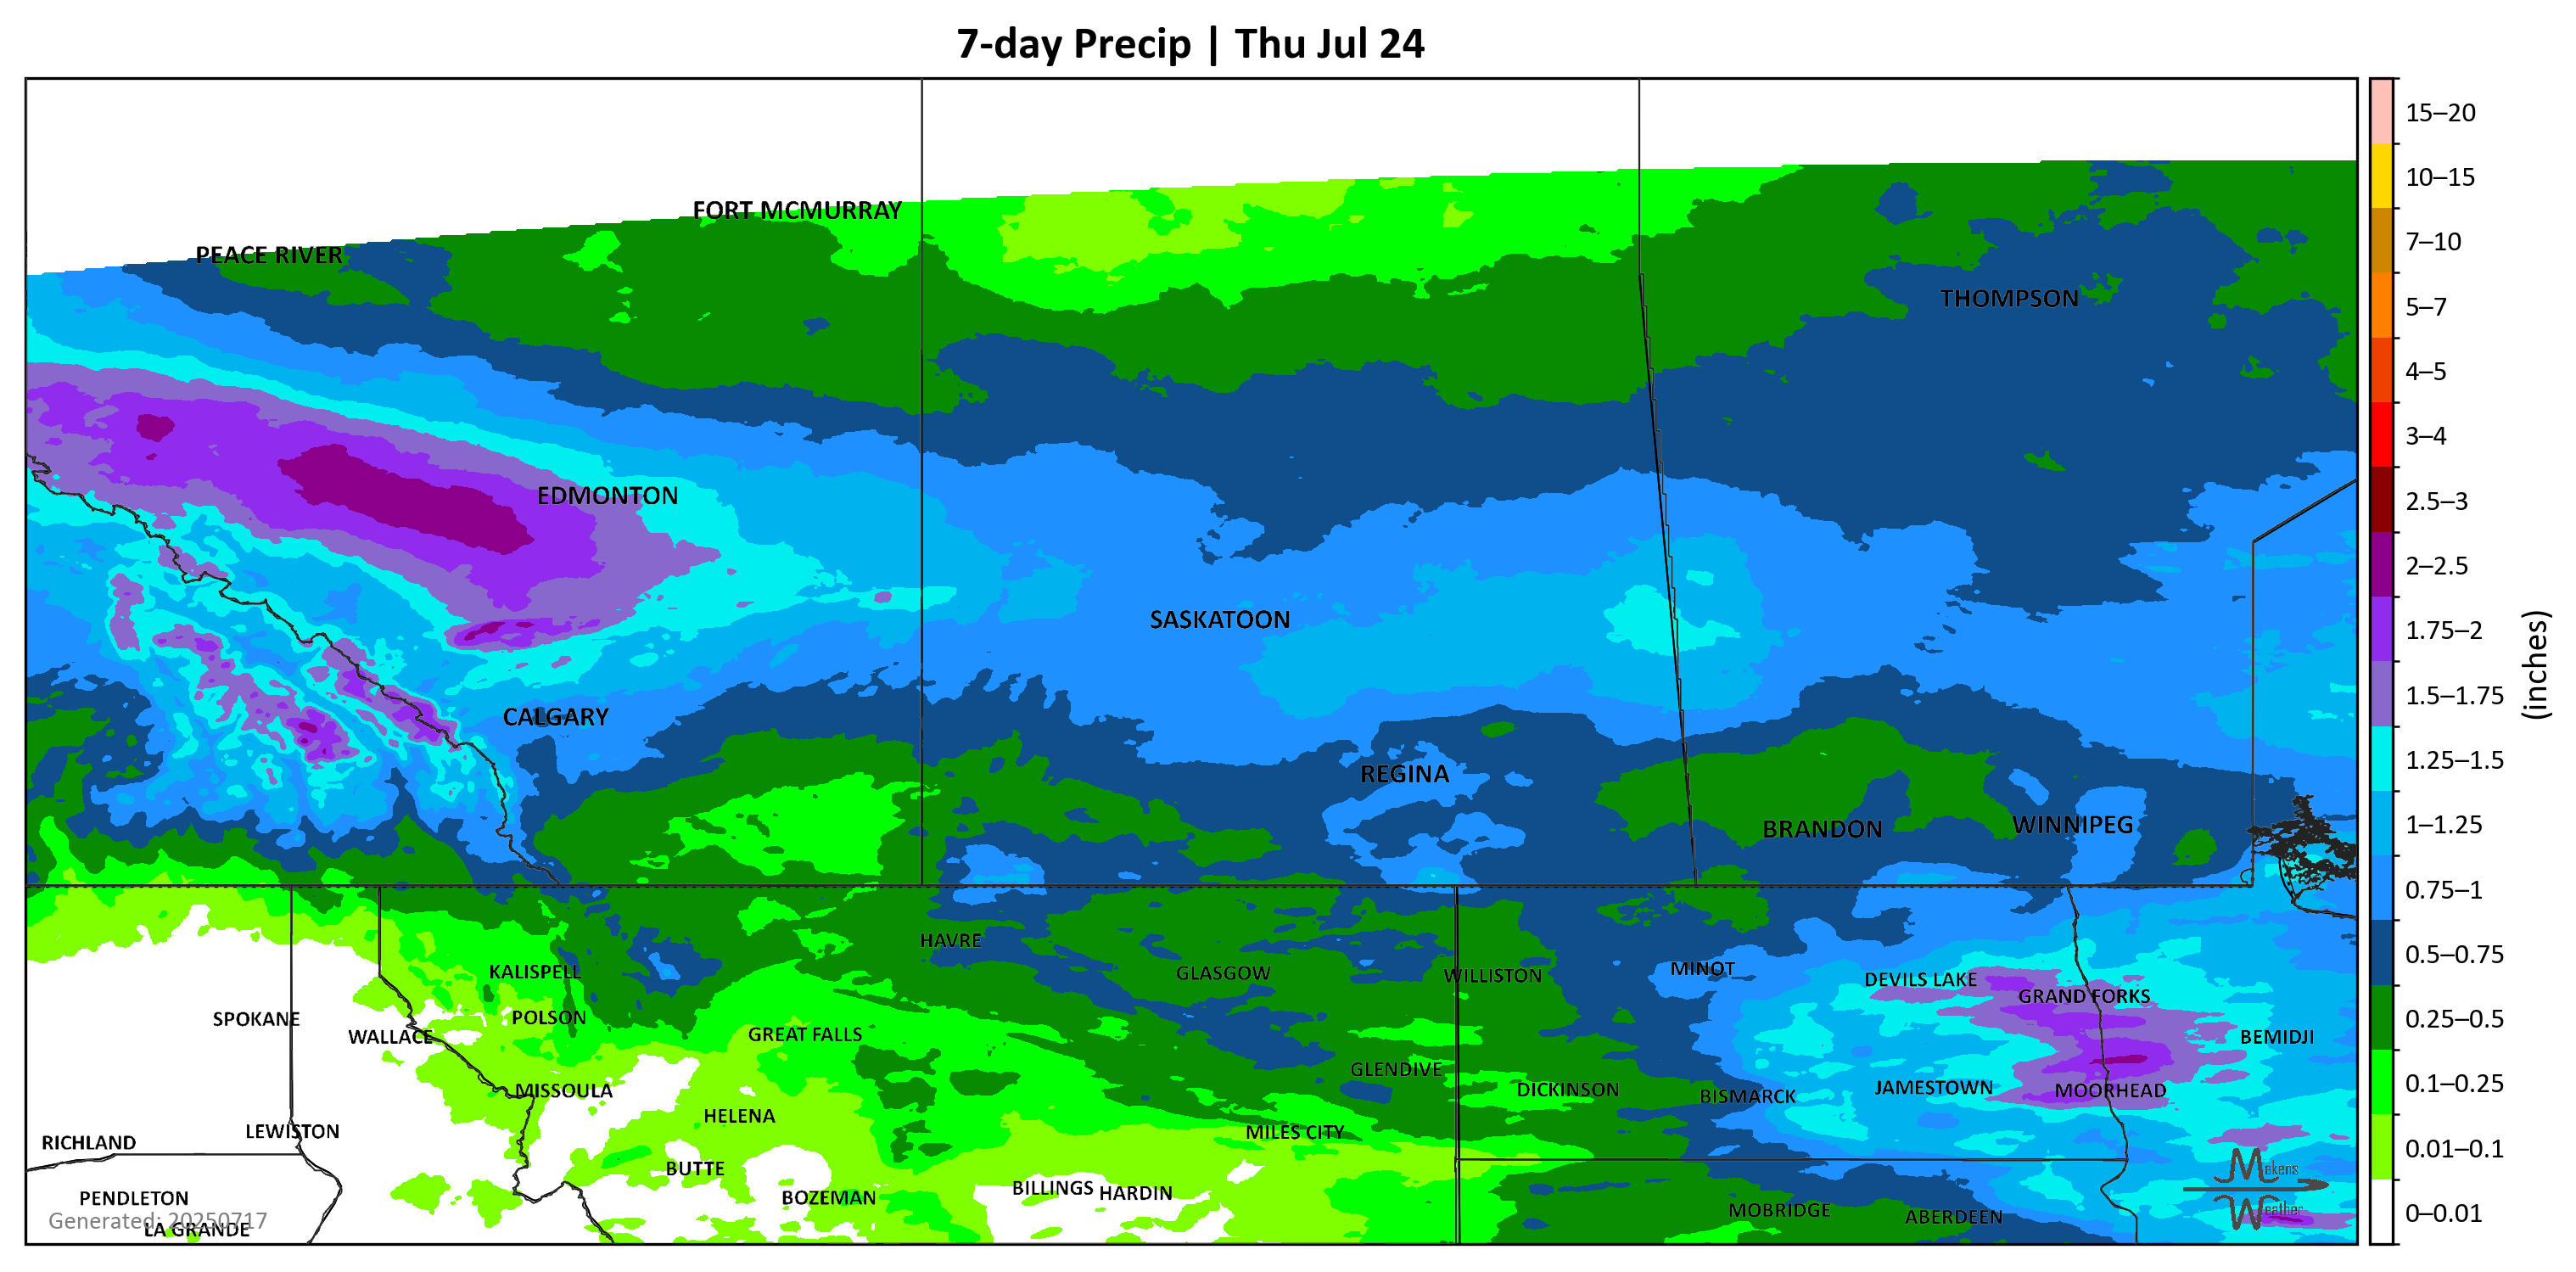 7-day Precip | Thu Jul 24
FORT MCMURRAY
PEACE RIVER
THOMPSON
EDMONTON
SASKATOON
CALGARY
REGINA
BRANDON
WINNIPEG
HAVRE
KALISPELL
GLASGOW
WILLISTON
MINOT
DEVILS LAKE
GRAND FORKS
SPOKANE
POLSON
WALLACE
GREAT FALLS
BEMIDJI
GLENDIVE
MISSOULA
DICKINSON
BISMARCK
JAMESTOWN
MOORHEAD
HELENA
RICHLAND
LEWISTON
MILES CITY
BUTTE
PENDLETON
BOZEMAN
BILLINGS
HARDIN
MOBRIDGE
ABERDEEN
Generated: 20250717
LA GRANDE
Makens
Weather
15–20
10–15
7–10
5–7
4–5
3–4
2.5–3
2–2.5
1.75–2
1.5–1.75
1.25–1.5
1–1.25
0.75–1
0.5–0.75
0.25–0.5
0.1–0.25
0.01–0.1
0–0.01
(inches)